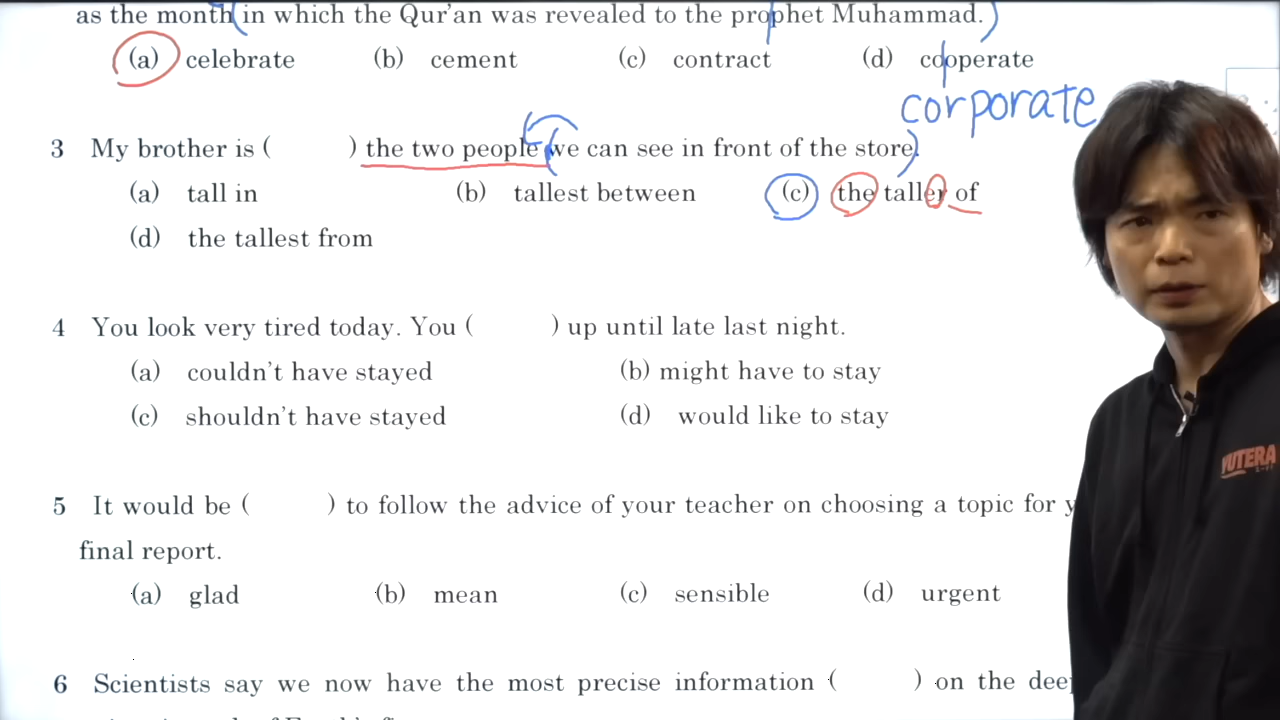 as the month in which the Qur'an was revealed to the prophet Muhammad.
(a) celebrate (b) cement (c) contract (d) cooperate
corporate
3 My brother is ( ) the two people we can see in front of the store.
(a) tall in (b) tallest between (c) the taller of
(d) the tallest from
4 You look very tired today. You ( ) up until late last night.
(a) couldn't have stayed (b) might have to stay
(c) shouldn't have stayed (d) would like to stay
5 It would be ( ) to follow the advice of your teacher on choosing a topic for
final report.
(a) glad (b) mean (c) sensible (d) urgent
6 Scientists say we now have the most precise information ( ) on the
YUTERA